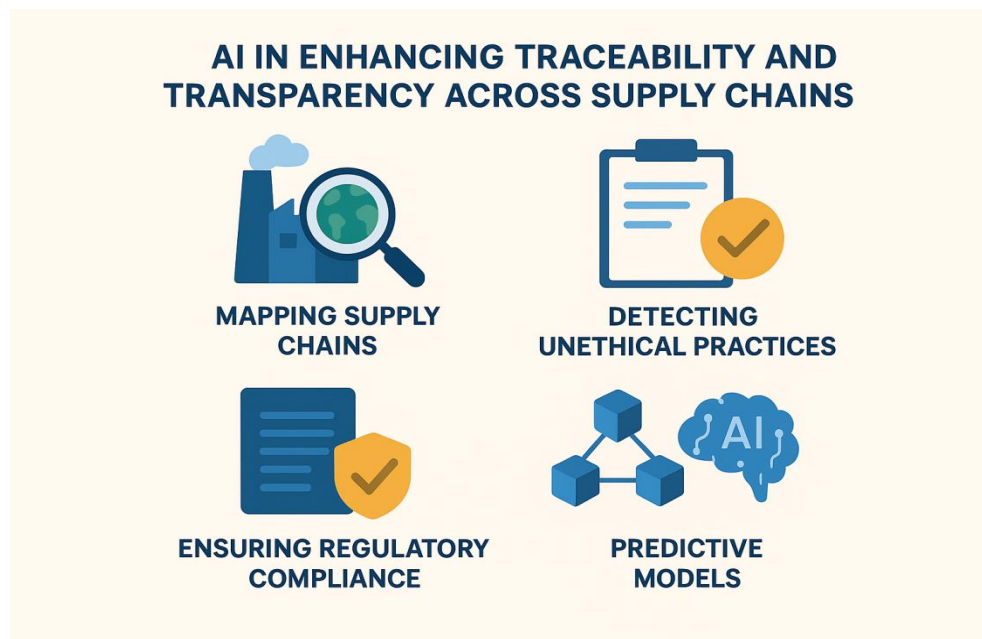 AI IN ENHANCING TRACEABILITY AND
TRANSPARENCY ACROSS SUPPLY CHAINS
MAPPING SUPPLY
CHAINS
DETECTING
UNETHICAL PRACTICES
ENSURING REGULATORY
COMPLIANCE
AI
PREDICTIVE
MODELS